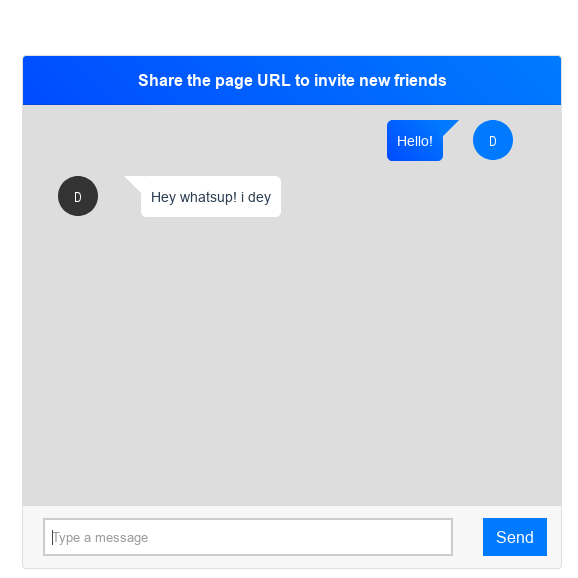 Share the page URL to invite new friends
Hello!
D
D
Hey whatsup! i dey
Type a message
Send